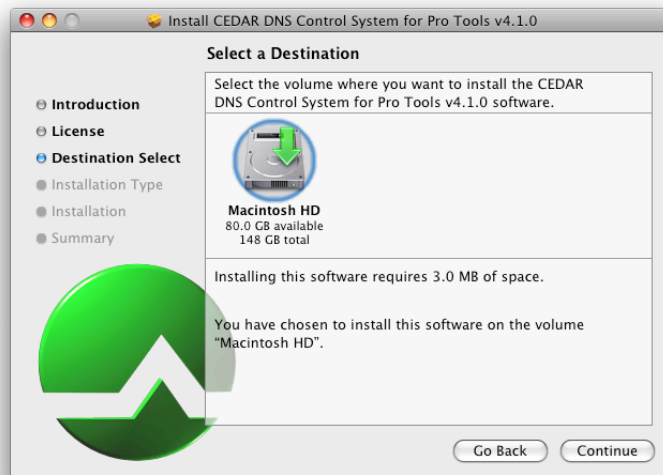 Install CEDAR DNS Control System for Pro Tools v4.1.0
Select a Destination
Introduction
License
Destination Select
Installation Type
Installation
Summary
Select the volume where you want to install the CEDAR
DNS Control System for Pro Tools v4.1.0 software.
Macintosh HD
80.0 GB available
148 GB total
Installing this software requires 3.0 MB of space.
You have chosen to install this software on the volume
“Macintosh HD”.
Go Back
Continue